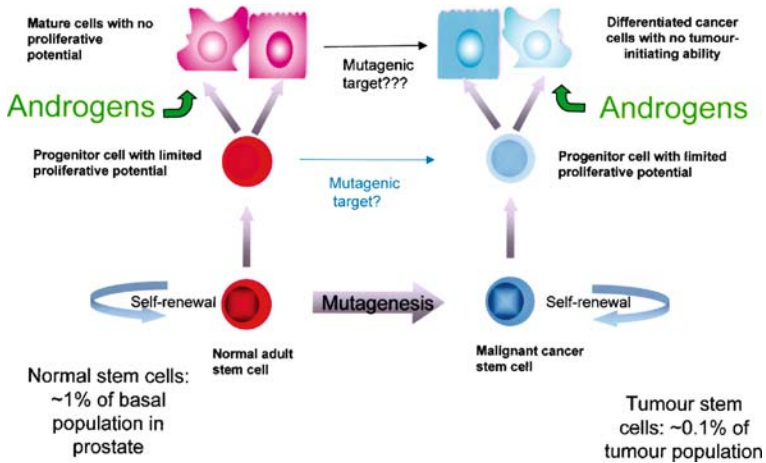 Mature cells with no
proliferative
potential
Mutagenic
target???
Differentiated cancer
cells with no tumour-
initiating ability
Androgens
Androgens
Progenitor cell with limited
proliferative potential
Mutagenic
target?
Progenitor cell with limited
proliferative potential
Self-renewal
Mutagenesis
Self-renewal
Normal adult
stem cell
Malignant cancer
stem cell
Normal stem cells:
~1% of basal
population in
prostate
Tumour stem
cells: ~0.1% of
tumour population